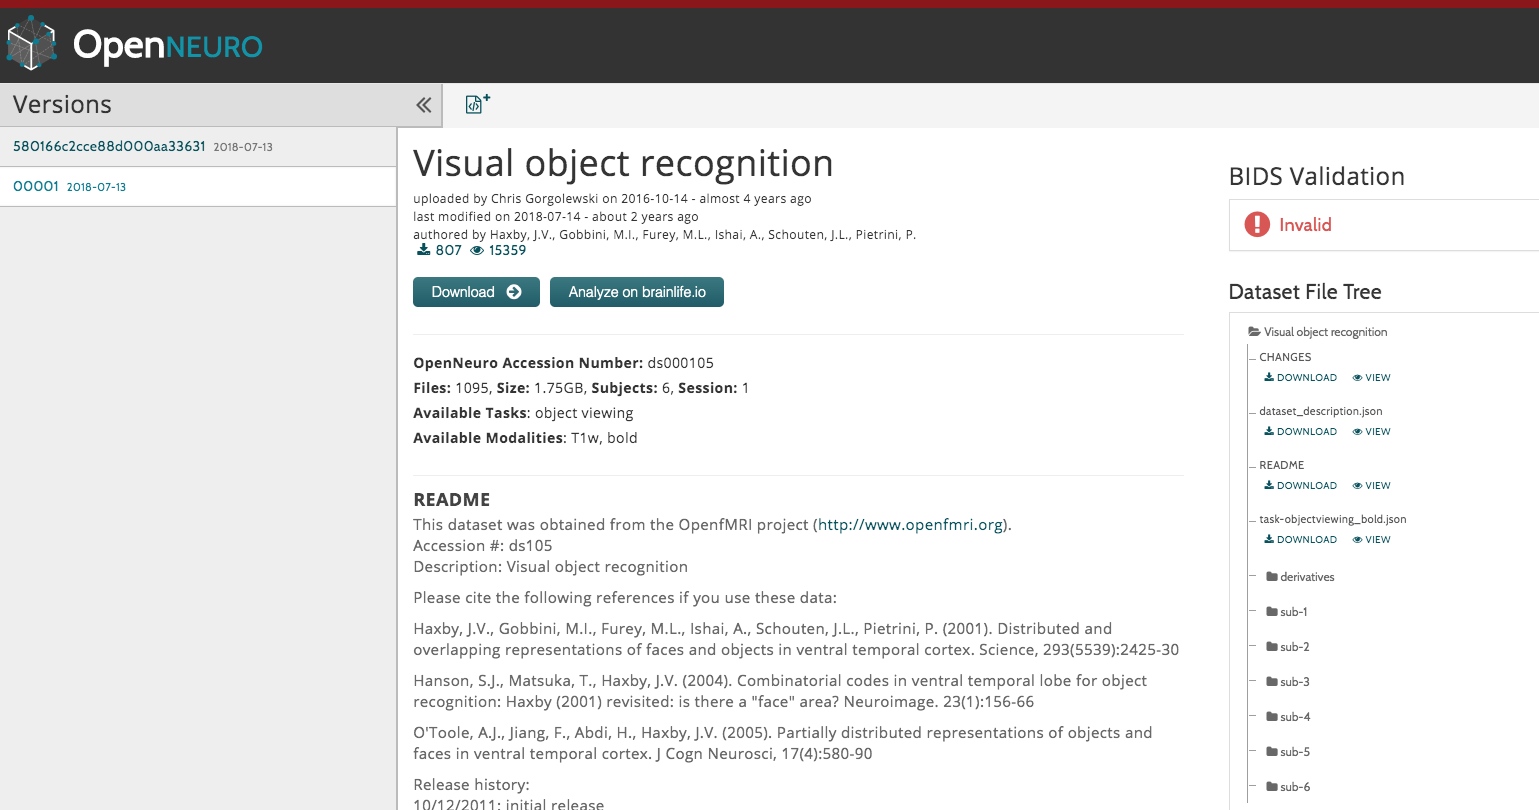 OpenNEURO
Versions
580166c2cce88d000aa33631 2018-07-13
00001 2018-07-13
Visual object recognition
uploaded by Chris Gorgolewski on 2016-10-14 - almost 4 years ago
last modified on 2018-07-14 - about 2 years ago
authored by Haxby, J.V., Gobbini, M.I., Furey, M.L., Ishai, A., Schouten, J.L., Pietrini, P.
807 15359
Download
Analyze on brainlife.io
OpenNeuro Accession Number: ds000105
Files: 1095, Size: 1.75GB, Subjects: 6, Session: 1
Available Tasks: object viewing
Available Modalities: T1w, bold
README
This dataset was obtained from the OpenfMRI project (http://www.openfmri.org).
Accession #: ds105
Description: Visual object recognition
Please cite the following references if you use these data:
Haxby, J.V., Gobbini, M.I., Furey, M.L., Ishai, A., Schouten, J.L., Pietrini, P. (2001). Distributed and
overlapping representations of faces and objects in ventral temporal cortex. Science, 293(5539):2425-30
Hanson, S.J., Matsuka, T., Haxby, J.V. (2004). Combinatorial codes in ventral temporal lobe for object
recognition: Haxby (2001) revisited: is there a "face" area? Neuroimage. 23(1):156-66
O'Toole, A.J., Jiang, F., Abdi, H., Haxby, J.V. (2005). Partially distributed representations of objects and
faces in ventral temporal cortex. J Cogn Neurosci, 17(4):580-90
Release history:
10/12/2011: initial release
BIDS Validation
Invalid
Dataset File Tree
Visual object recognition
CHANGES
DOWNLOAD VIEW
dataset_description.json
DOWNLOAD VIEW
README
DOWNLOAD VIEW
task-objectviewing_bold.json
DOWNLOAD VIEW
derivatives
sub-1
sub-2
sub-3
sub-4
sub-5
sub-6